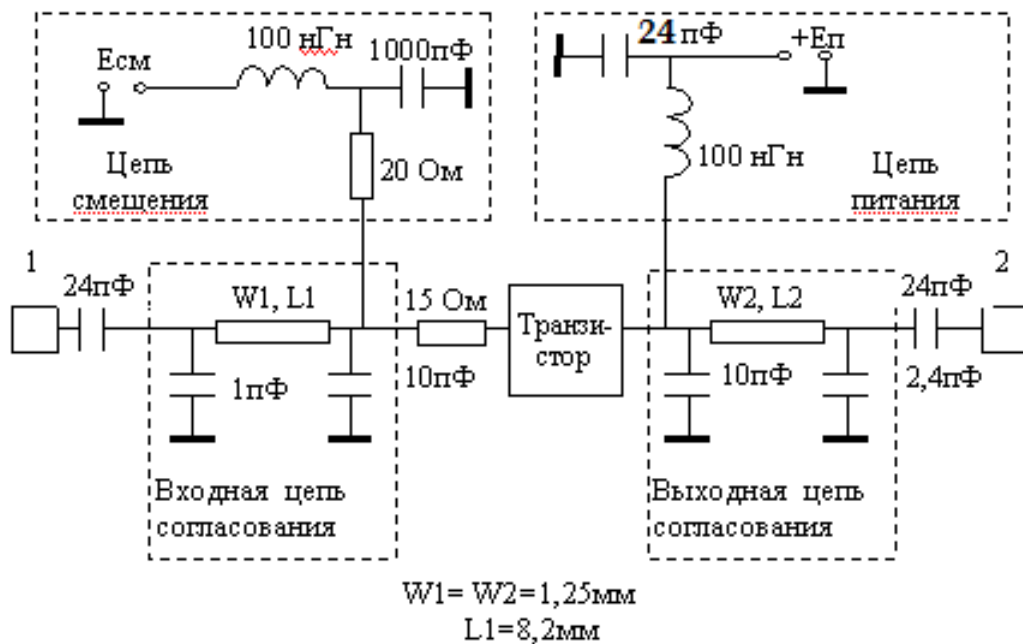 100 нГн
1000пФ
Eсм
20 Ом
Цепь
смещения
24 пФ
+Eп
100 нГн
Цепь
питания
1
24пФ
W1, L1
15 Ом
Транзи-
стор
W2, L2
24пФ
2
1пФ
10пФ
10пФ
2,4пФ
Входная цепь
согласования
Выходная цепь
согласования
W1= W2=1,25мм
L1=8,2мм